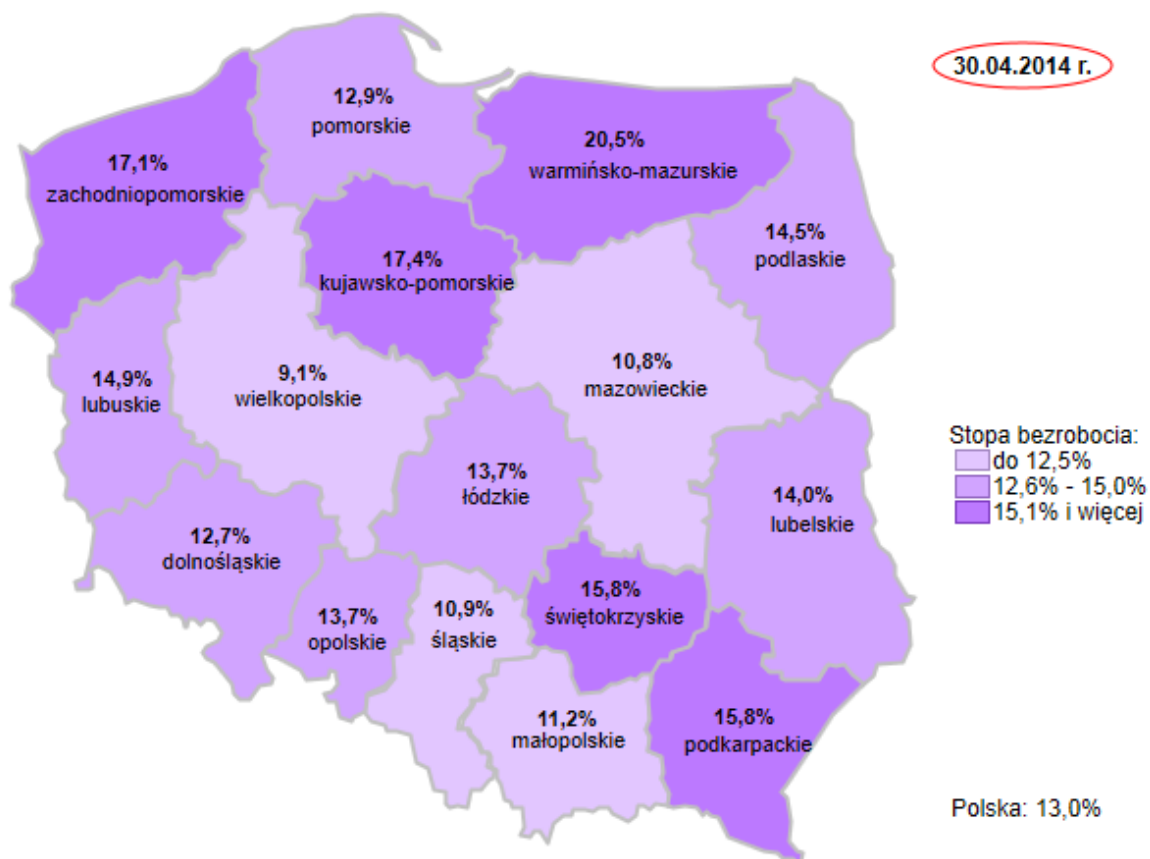 30.04.2014 r.
12,9%
pomorskie
20,5%
warmińsko-mazurskie
17,1%
zachodniopomorskie
14,5%
podlaskie
17,4%
kujawsko-pomorskie
10,8%
mazowieckie
14,9%
lubuskie
9,1%
wielkopolskie
Stopa bezrobocia:
do 12,5%
12,6% - 15,0%
15,1% i więcej
13,7%
łódzkie
14,0%
lubelskie
12,7%
dolnośląskie
13,7%
opolskie
10,9%
śląskie
15,8%
świętokrzyskie
11,2%
małopolskie
15,8%
podkarpackie
Polska: 13,0%